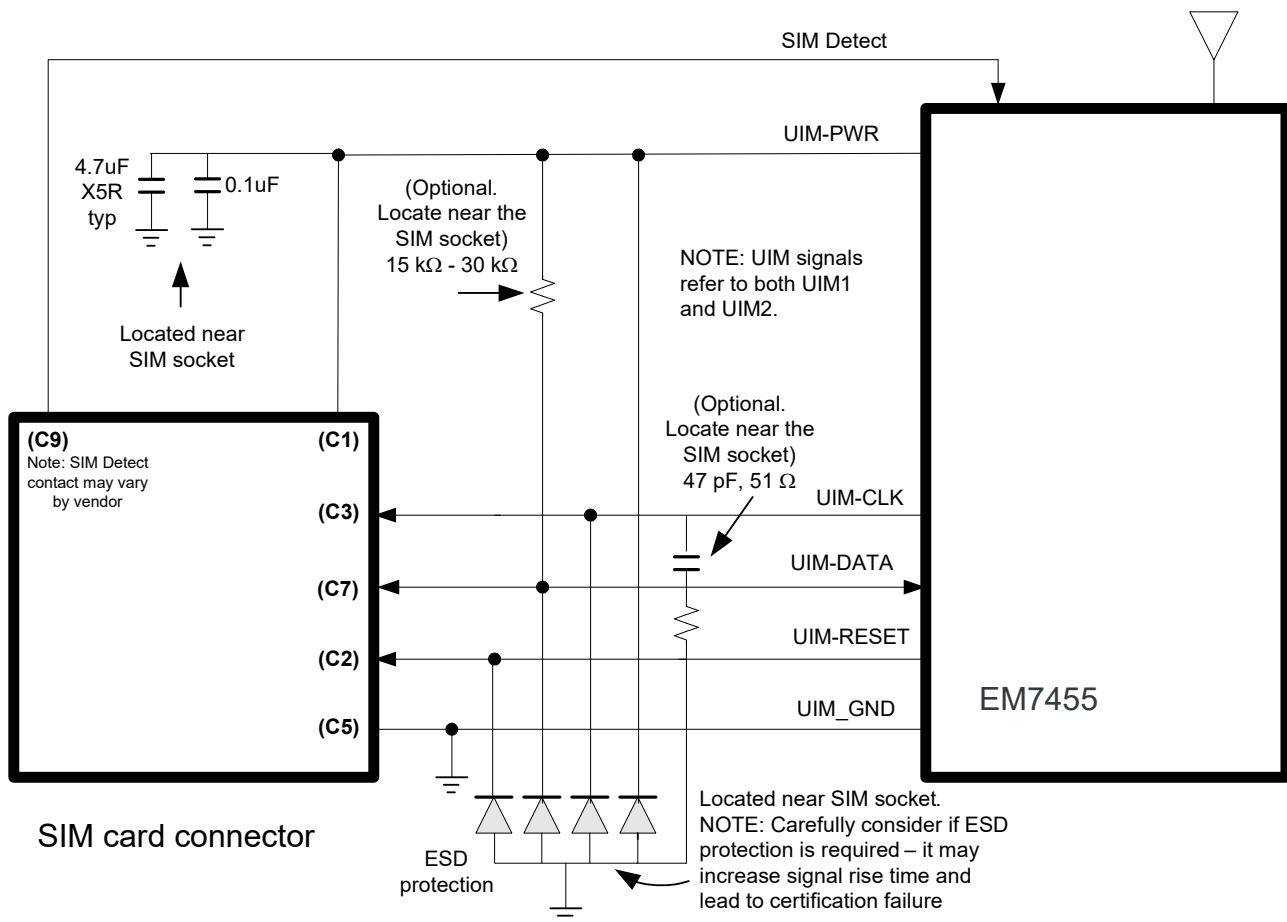 SIM Detect
UIM-PWR
4.7uF
X5R
typ
0.1uF
(Optional.
Locate near the
SIM socket)
15 kΩ - 30 kΩ
NOTE: UIM signals
refer to both UIM1
and UIM2.
Located near
SIM socket
(Optional.
Locate near the
SIM socket)
47 pF, 51 Ω
(C9)
Note: SIM Detect
contact may vary
by vendor
(C1)
(C3)
UIM-CLK
(C7)
UIM-DATA
(C2)
UIM-RESET
(C5)
UIM_GND
EM7455
SIM card connector
ESD
protection
Located near SIM socket.
NOTE: Carefully consider if ESD
protection is required – it may
increase signal rise time and
lead to certification failure